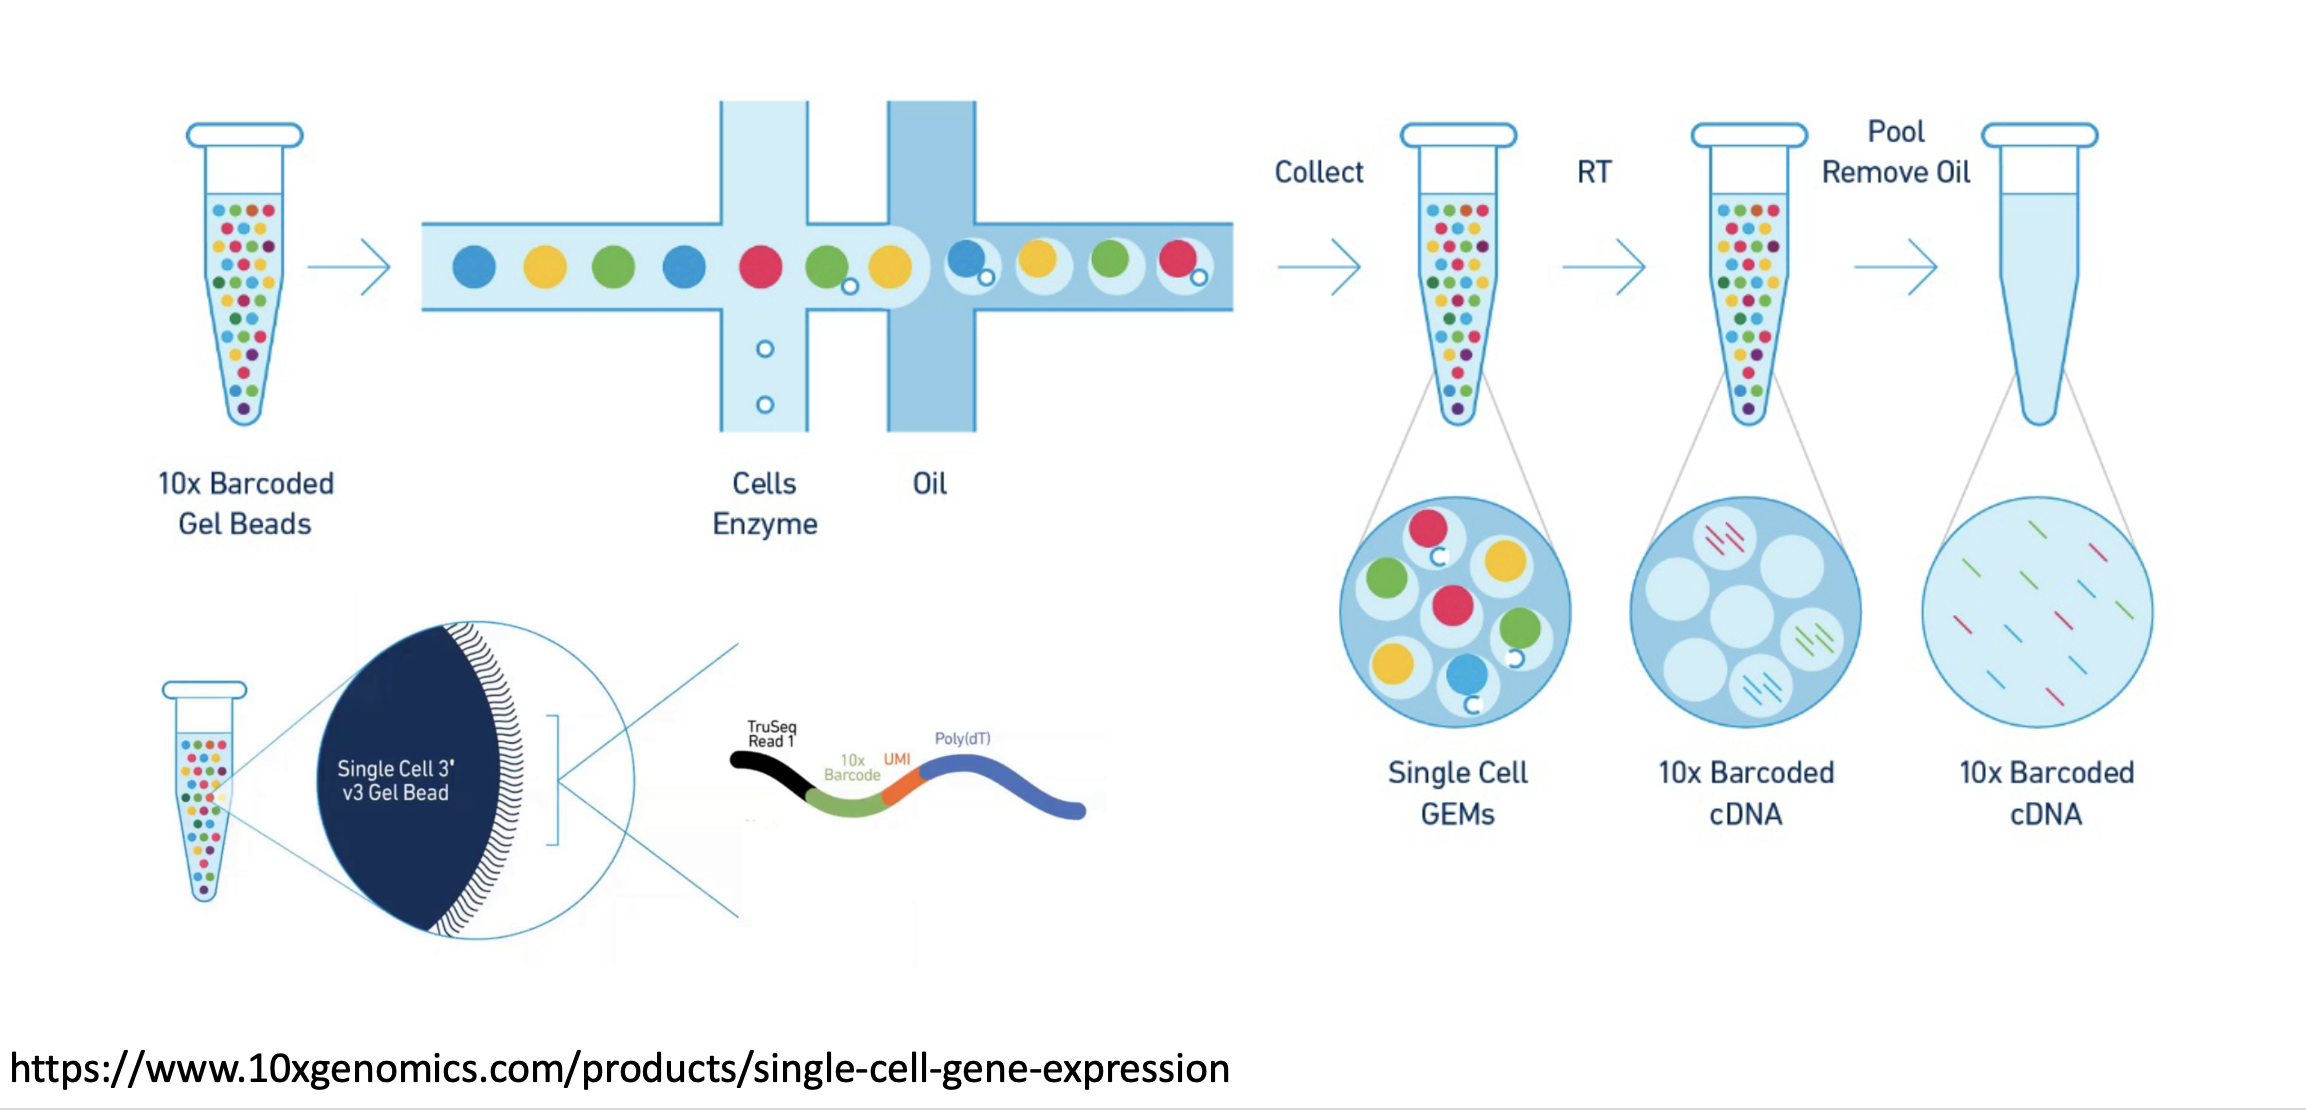 Collect
RT
Pool
Remove Oil
10x Barcoded
Gel Beads
Cells
Enzyme
Oil
Single Cell 3'
v3 Gel Bead
TruSeq
Read 1
10x
Barcode
UMI
Poly(dT)
Single Cell
GEMs
10x Barcoded
cDNA
10x Barcoded
cDNA
https://www.10xgenomics.com/products/single-cell-gene-expression